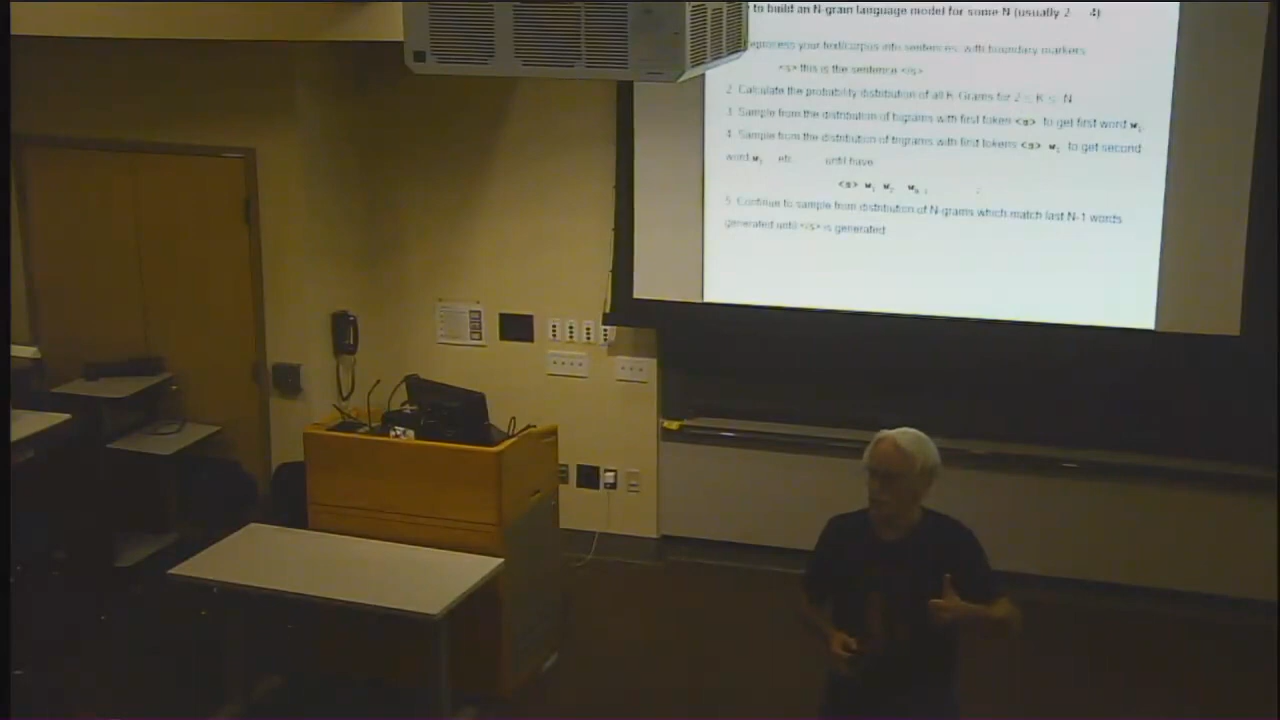 to build an N-gram language model for some N (usually 2 4)
your text/corpus into sentences with boundary markers
<s> this is the sentence </s>
2. Calculate the probability distribution of all K-Grams for 2 ≤ K ≤ N
3. Sample from the distribution of bigrams with first token <s> to get first word w₁.
4. Sample from the distribution of trigrams with first tokens <s> w₁ to get second
word w₂ etc. until have
<s> w₁ w₂
5. Continue to sample from distribution of N-grams which match last N-1 words
generated until </s> is generated